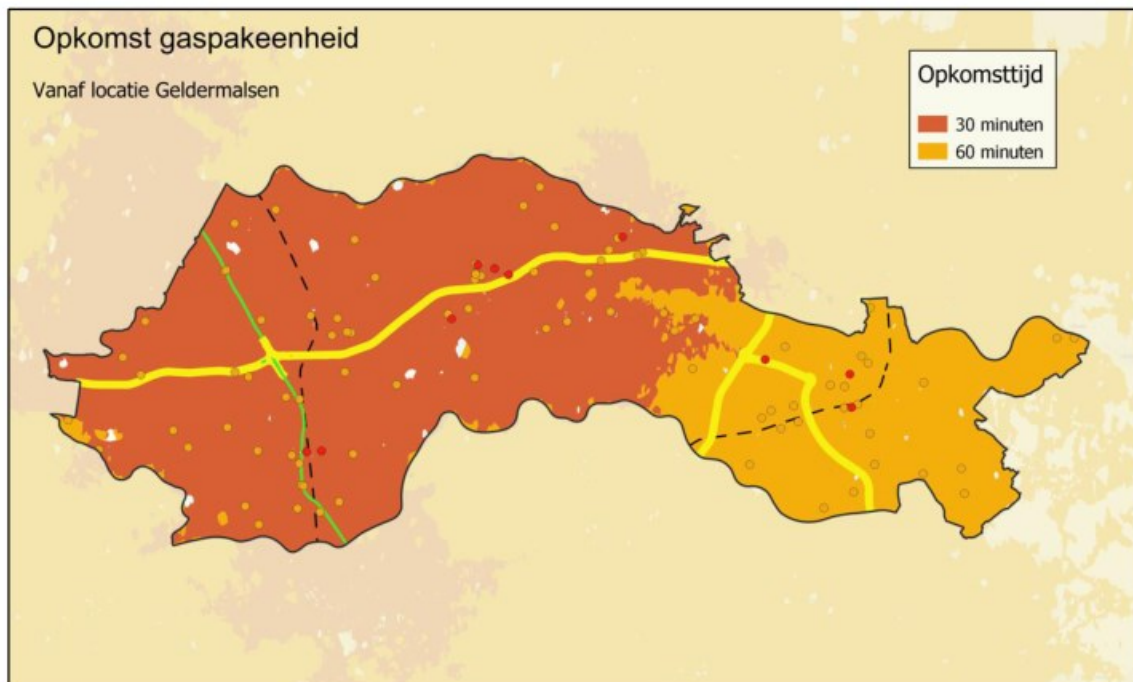 Opkomst gaspakeenheid
Vanaf locatie Geldermalsen
Opkomsttijd
30 minuten
60 minuten